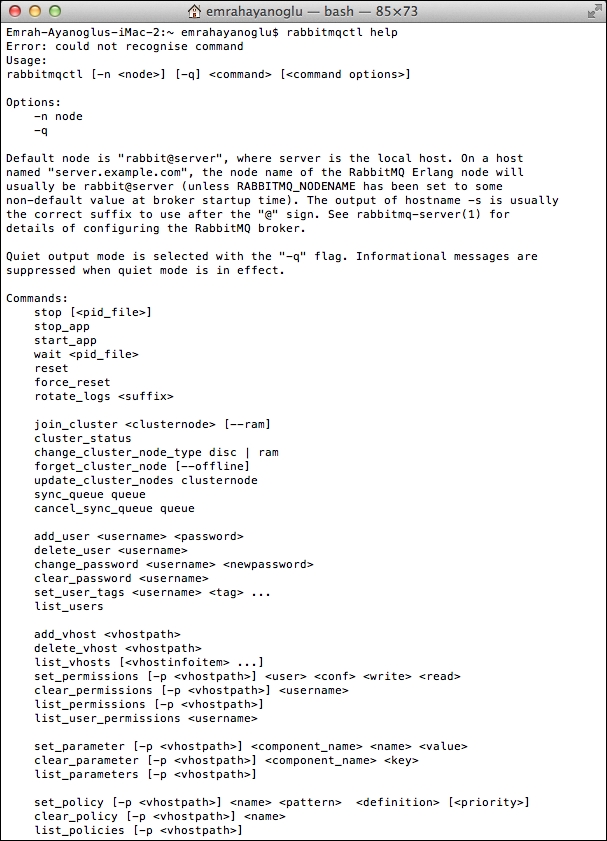 emrahayanoglu — bash — 85×73
Emrah-Ayanoglus-iMac-2:~ emrahayanoglu$ rabbitmqctl help
Error: could not recognise command
Usage:
rabbitmqctl [-n <node>] [-q] <command> [<command options>]

Options:
    -n node
    -q

Default node is "rabbit@server", where server is the local host. On a host
named "server.example.com", the node name of the RabbitMQ Erlang node will
usually be rabbit@server (unless RABBITMQ_NODENAME has been set to some
non-default value at broker startup time). The output of hostname -s is usually
the correct suffix to use after the "@" sign. See rabbitmq-server(1) for
details of configuring the RabbitMQ broker.

Quiet output mode is selected with the "-q" flag. Informational messages are
suppressed when quiet mode is in effect.

Commands:
    stop [<pid_file>]
    stop_app
    start_app
    wait <pid_file>
    reset
    force_reset
    rotate_logs <suffix>

    join_cluster <clusternode> [--ram]
    cluster_status
    change_cluster_node_type disc | ram
    forget_cluster_node [--offline]
    update_cluster_nodes clusternode
    sync_queue queue
    cancel_sync_queue queue

    add_user <username> <password>
    delete_user <username>
    change_password <username> <newpassword>
    clear_password <username>
    set_user_tags <username> <tag> ...
    list_users

    add_vhost <vhostpath>
    delete_vhost <vhostpath>
    list_vhosts [<vhostinfoitem> ...]
    set_permissions [-p <vhostpath>] <user> <conf> <write> <read>
    clear_permissions [-p <vhostpath>] <username>
    list_permissions [-p <vhostpath>]
    list_user_permissions <username>

    set_parameter [-p <vhostpath>] <component_name> <name> <value>
    clear_parameter [-p <vhostpath>] <component_name> <key>
    list_parameters [-p <vhostpath>]

    set_policy [-p <vhostpath>] <name> <pattern>  <definition> [<priority>]
    clear_policy [-p <vhostpath>] <name>
    list_policies [-p <vhostpath>]